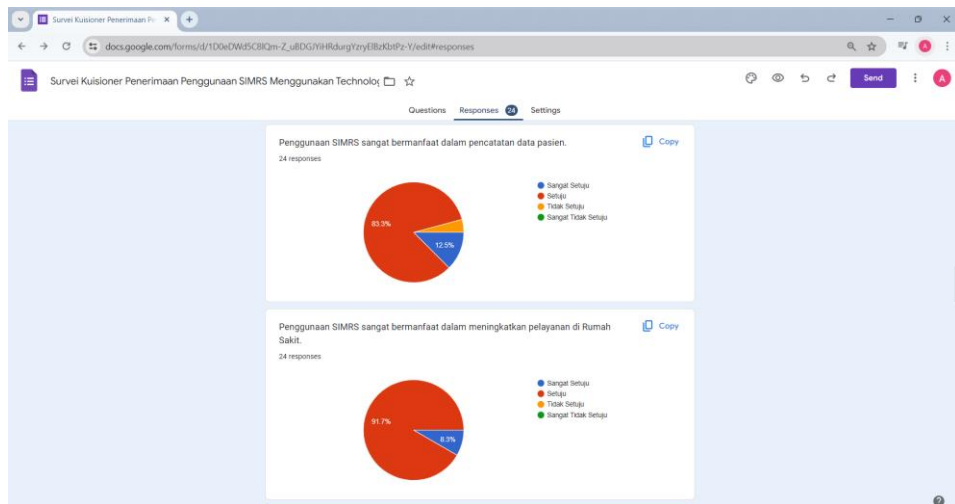 Survei Kuisioner Penerimaan Pe
docs.google.com/forms/d/
/edit#responses
Survei Kuisioner Penerimaan Penggunaan SIMRS Menggunakan Technolog
Send
A
A
Questions Responses 24 Settings
Penggunaan SIMRS sangat bermanfaat dalam pencatatan data pasien.
Copy
24 responses
Sangat Setuju
Setuju
Tidak Setuju
Sangat Tidak Setuju
83.3%
12.5%
Penggunaan SIMRS sangat bermanfaat dalam meningkatkan pelayanan di Rumah
Sakit.
Copy
24 responses
Sangat Setuju
Setuju
Tidak Setuju
Sangat Tidak Setuju
91.7%
8.3%